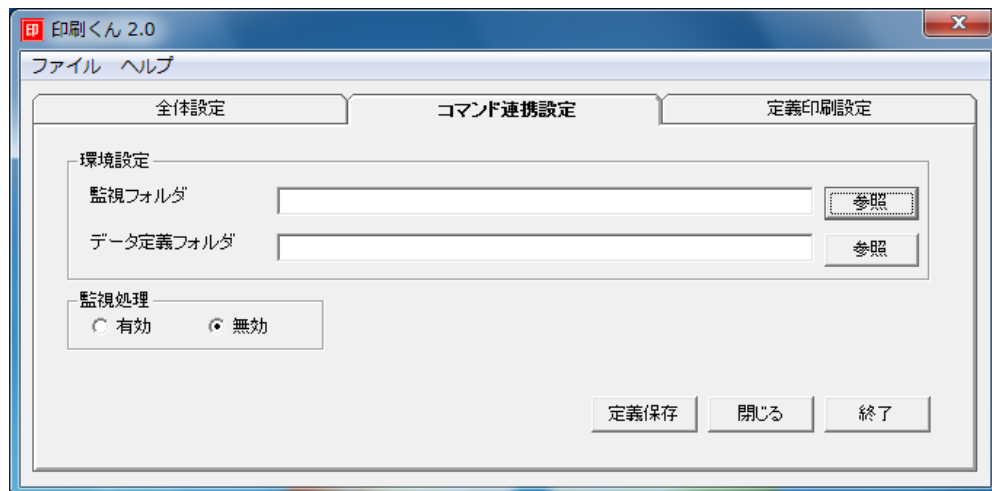 印 印刷くん 2.0
ファイル ヘルプ
全体設定 コマンド連携設定 定義印刷設定
環境設定
監視フォルダ 参照
データ定義フォルダ 参照
監視処理
有効 無効
定義保存 閉じる 終了